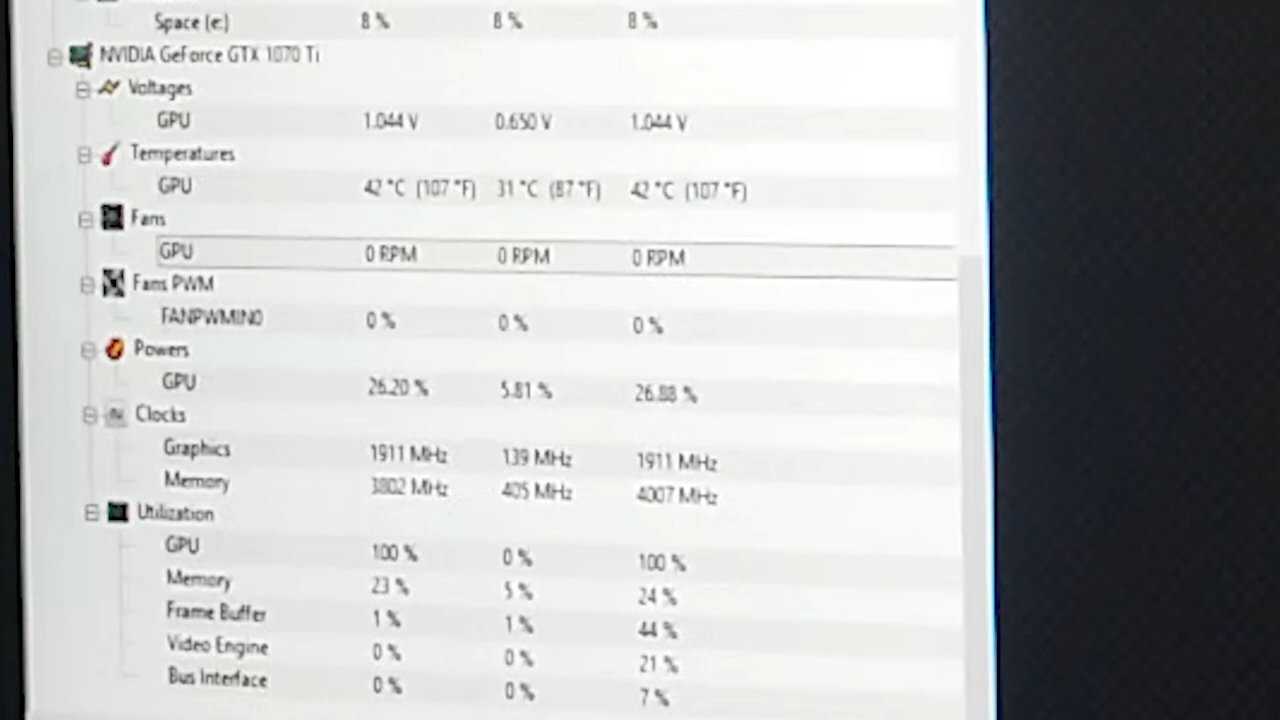 Space (e:) 8 % 8 % 8 %
NVIDIA GeForce GTX 1070 Ti
Voltages
GPU 1.044 V 0.650 V 1.044 V
Temperatures
GPU 42 °C (107 °F) 31 °C (87 °F) 42 °C (107 °F)
Fans
GPU 0 RPM 0 RPM 0 RPM
Fans PWM
FANPWMIN0 0 % 0 % 0 %
Powers
GPU 26.20 % 5.81 % 26.88 %
Clocks
Graphics 1911 MHz 139 MHz 1911 MHz
Memory 3802 MHz 405 MHz 4007 MHz
Utilization
GPU 100 % 0 % 100 %
Memory 23 % 5 % 24 %
Frame Buffer 1 % 1 % 44 %
Video Engine 0 % 0 % 21 %
Bus Interface 0 % 0 % 7 %